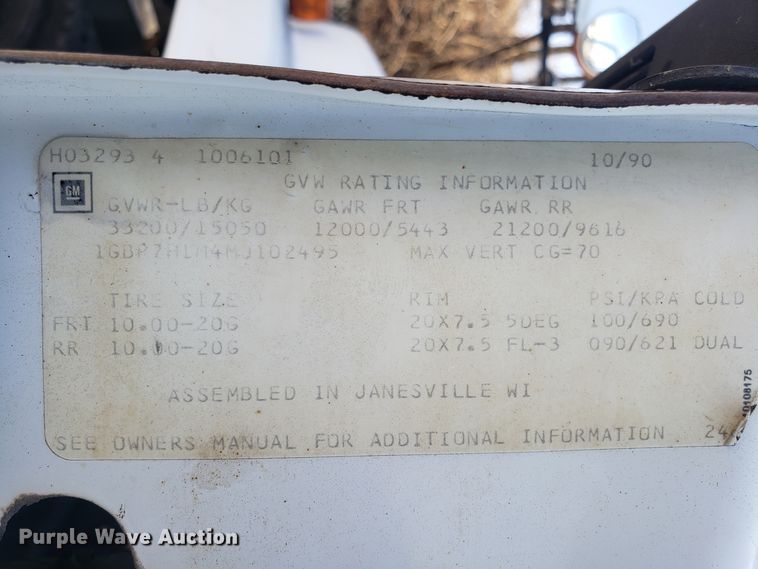 H03293 4 1006101 10/90
GVW RATING INFORMATION
GM
GVWR-LB/KG GAWR FRT GAWR RR
33200/15050 12000/5443 21200/9616
MAX VERT CG=70
TIRE SIZE RIM PSI/KPA COLD
FRT 10.00-20G 20X7.5 5DEG 100/690
RR 10.00-20G 20X7.5 FL-3 090/621 DUAL
ASSEMBLED IN JANESVILLE WI
10108175
SEE OWNERS MANUAL FOR ADDITIONAL INFORMATION
Purple Wave Auction